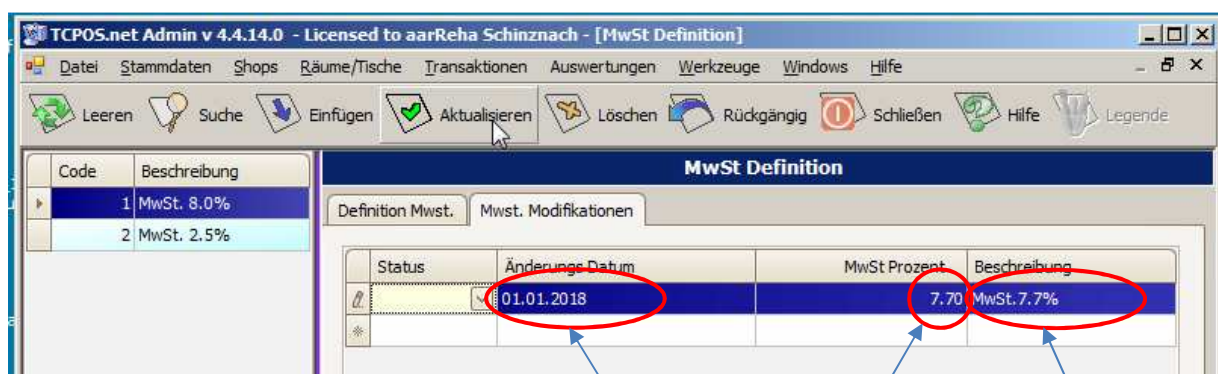 TCPOS.net Admin v 4.4.14.0 - Licensed to aarReha Schinznach - [MwSt Definition]
Datei Stammdaten Shops Räume/Tische Transaktionen Auswertungen Werkzeuge Windows Hilfe
Leeren Suche Einfügen Aktualisieren Löschen Rückgängig Schließen Hilfe Legende
Code Beschreibung
1 MwSt. 8.0%
2 MwSt. 2.5%
MwSt Definition
Definition Mwst. Mwst. Modifikationen
Status Änderungs Datum MwSt Prozent Beschreibung
01.01.2018 7.70 MwSt.7.7%